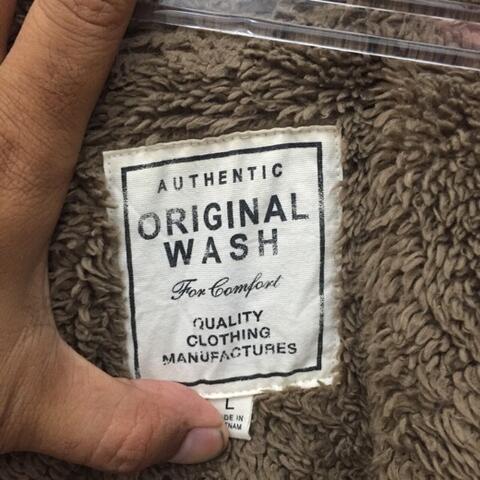 AUTHENTIC
ORIGINAL
WASH
For Comfort
QUALITY
CLOTHING
MANUFACTURES
L